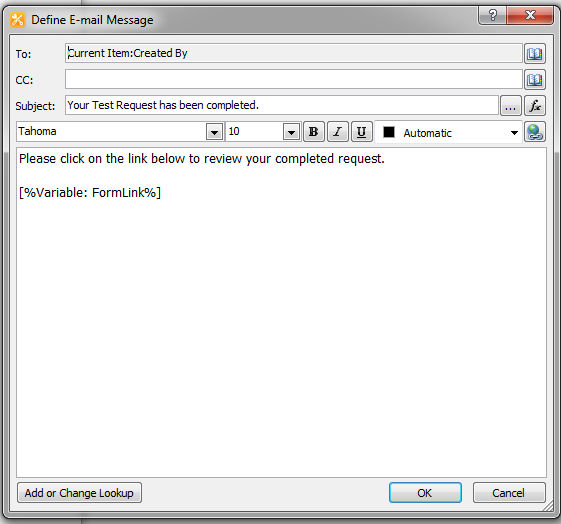 Define E-mail Message
?
To:
Current Item:Created By
CC:
Subject:
Your Test Request has been completed.
...
fx
Tahoma
10
B
I
U
Automatic
Please click on the link below to review your completed request.
[%Variable: FormLink%]
Add or Change Lookup
OK
Cancel